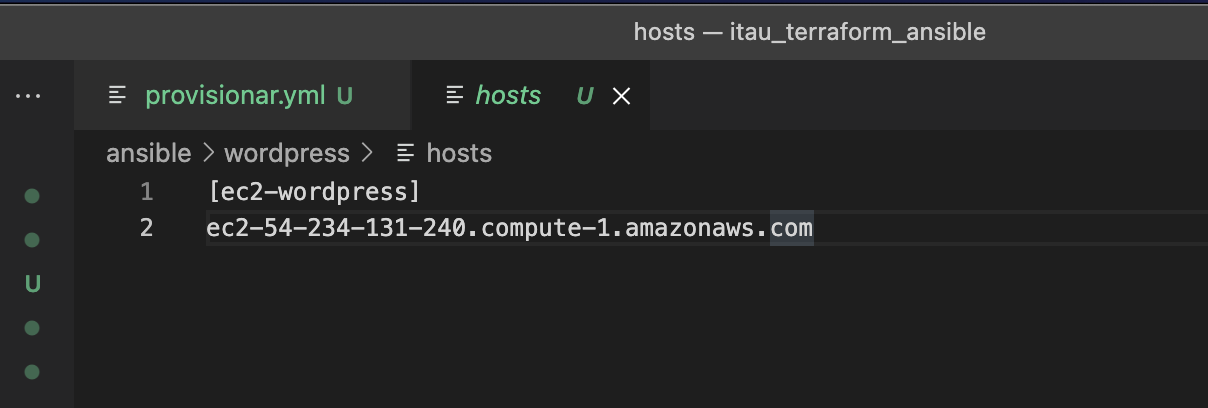 hosts — itau_terraform_ansible
provisionar.yml U
hosts U
ansible > wordpress > hosts
1 [ec2-wordpress]
2 ec2-54-234-131-240.compute-1.amazonaws.com
U